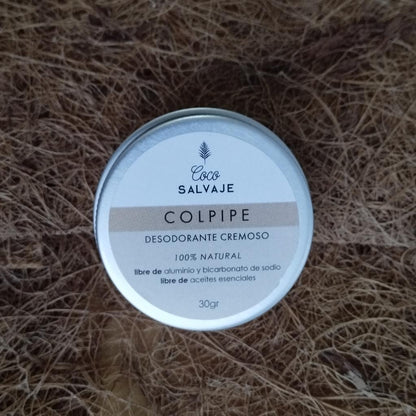 Coco
SALVAJE
COLPIPE
DESODORANTE CREMOSO
100% NATURAL
libre de aluminio y bicarbonato de sodio
libre de aceites esenciales
30gr